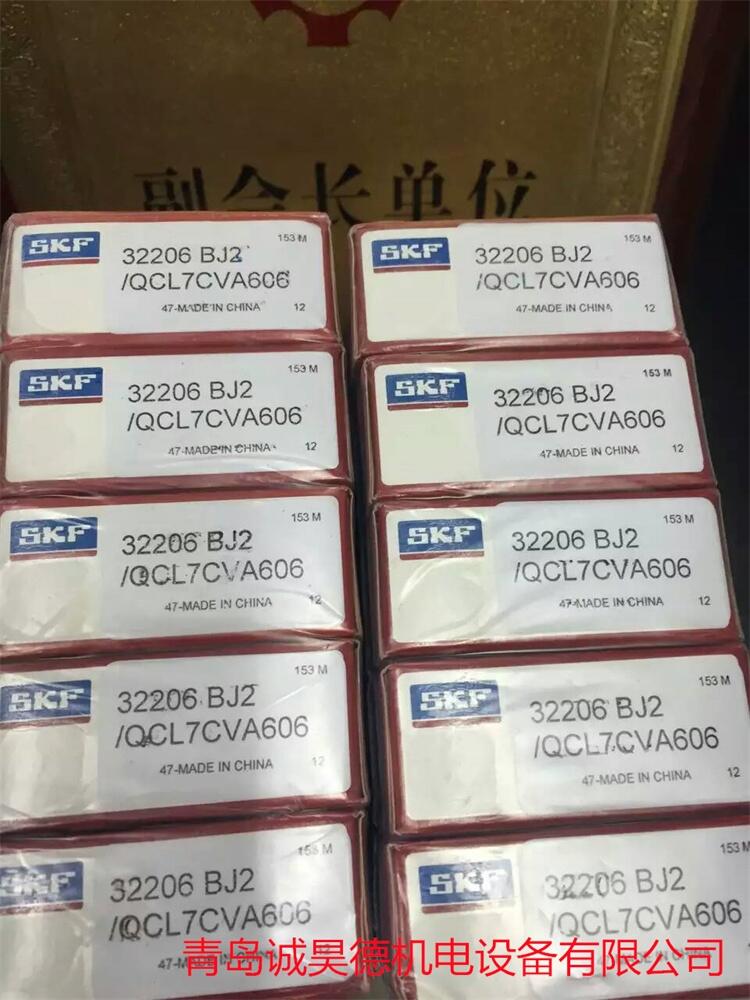 副会长单位
SKF
153 M
32206 BJ2
/QCL7CVA606
47-MADE IN CHINA 12
SKF
153 M
32206 BJ2
/QCL7CVA606
47-MADE IN CHINA 12
SKF
153 M
32206 BJ2
/QCL7CVA606
47-MADE IN CHINA 12
SKF
153 M
32206 BJ2
/QCL7CVA606
47-MADE IN CHINA 12
SKF
153 M
32206 BJ2
/QCL7CVA606
47-MADE IN CHINA 12
SKF
153 M
32206 BJ2
/QCL7CVA606
47-MADE IN CHINA 12
SKF
153 M
32206 BJ2
/QCL7CVA606
47-MADE IN CHINA 12
SKF
153 M
32206 BJ2
/QCL7CVA606
47-MADE IN CHINA 12
SKF
153 M
32206 BJ2
/QCL7CVA606
SKF
153 M
32206 BJ2
/QCL7CVA606
青岛诚昊德机电设备有限公司